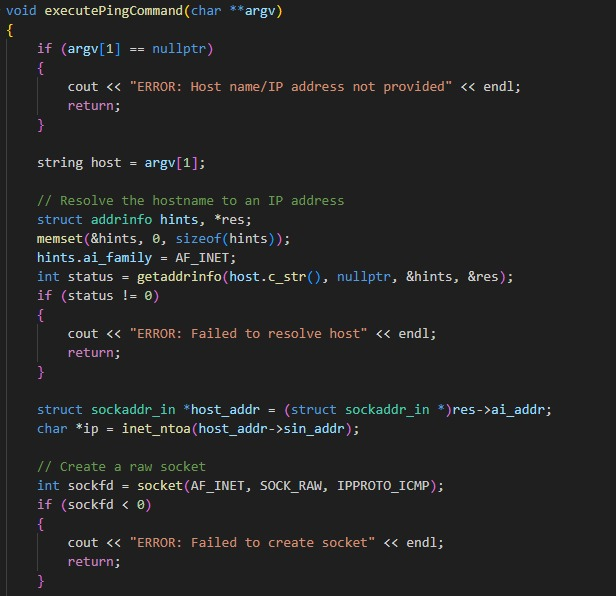 void executePingCommand(char **argv)
{
    if (argv[1] == nullptr)
    {
        cout << "ERROR: Host name/IP address not provided" << endl;
        return;
    }

    string host = argv[1];

    // Resolve the hostname to an IP address
    struct addrinfo hints, *res;
    memset(&hints, 0, sizeof(hints));
    hints.ai_family = AF_INET;
    int status = getaddrinfo(host.c_str(), nullptr, &hints, &res);
    if (status != 0)
    {
        cout << "ERROR: Failed to resolve host" << endl;
        return;
    }

    struct sockaddr_in *host_addr = (struct sockaddr_in *)res->ai_addr;
    char *ip = inet_ntoa(host_addr->sin_addr);

    // Create a raw socket
    int sockfd = socket(AF_INET, SOCK_RAW, IPPROTO_ICMP);
    if (sockfd < 0)
    {
        cout << "ERROR: Failed to create socket" << endl;
        return;
    }